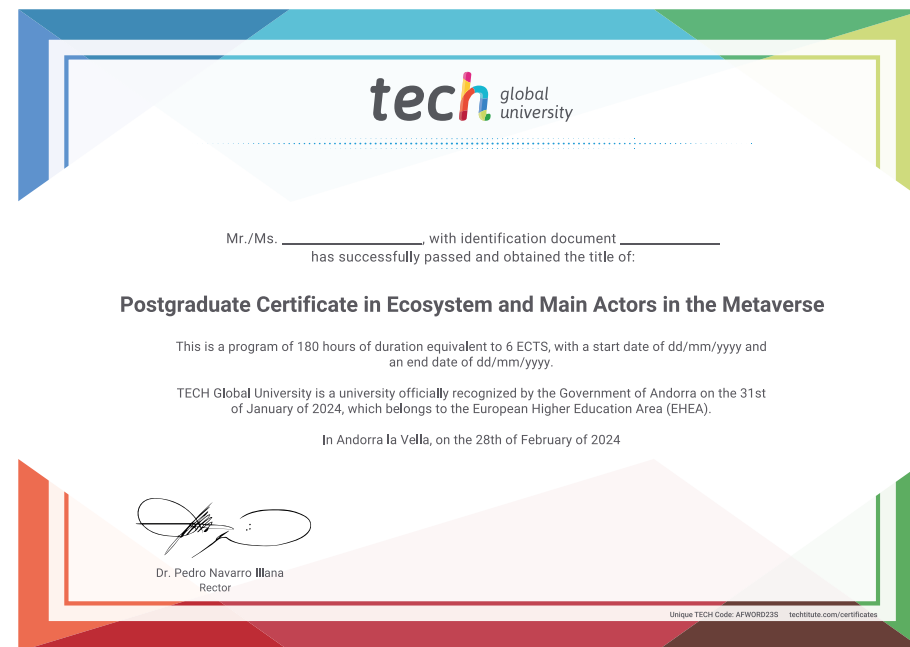 tech global
university
Mr./Ms. ____________, with identification document ____________
has successfully passed and obtained the title of:
Postgraduate Certificate in Ecosystem and Main Actors in the Metaverse
This is a program of 180 hours of duration equivalent to 6 ECTS, with a start date of dd/mm/yyyy and
an end date of dd/mm/yyyy.
TECH Global University is a university officially recognized by the Government of Andorra on the 31st
of January of 2024, which belongs to the European Higher Education Area (EHEA).
In Andorra la Vella, on the 28th of February of 2024
Dr. Pedro Navarro Illana
Rector
Unique TECH Code: AFWORD23S techtitute.com/certificates